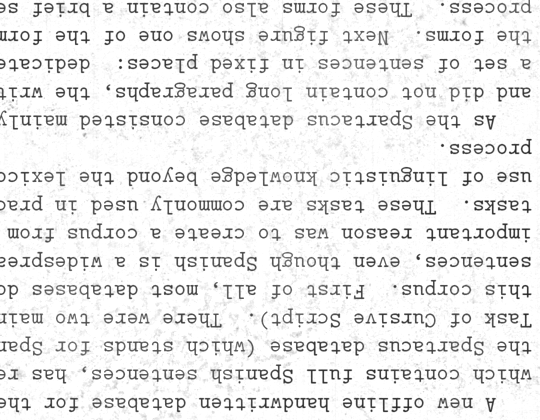 A new offline handwritten database for the
which contains full Spanish sentences, has re
the Spartacus database (which stands for Span
Task of Cursive Script). There were two main
this corpus. First of all, most databases do
sentences, even though Spanish is a widesprea
important reason was to create a corpus from
tasks. These tasks are commonly used in prac
use of linguistic knowledge beyond the lexico
process.
As the Spartacus database consisted mainly
and did not contain long paragraphs, the writ
a set of sentences in fixed places: dedicate
the forms. Next figure shows one of the form
process. These forms also contain a brief se